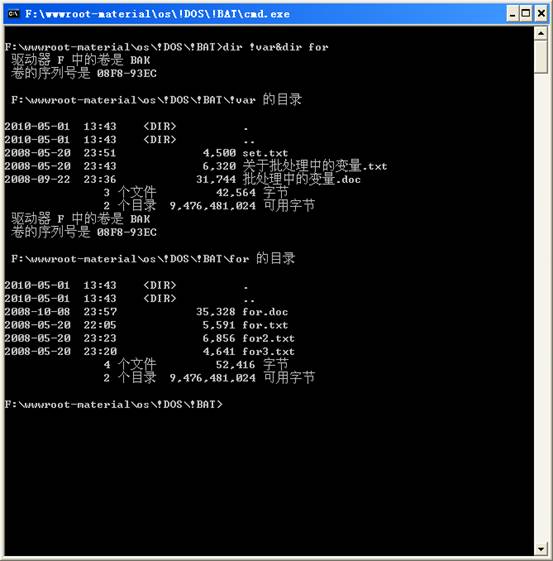 F:\wwwroot-material\os\!DOS\!BAT\cmd.exe
F:\wwwroot-material\os\!DOS\!BAT>dir !var&dir for
驱动器 F 中的卷是 BAK
卷的序列号是 08F8-93EC
F:\wwwroot-material\os\!DOS\!BAT\!var 的目录
2010-05-01  13:43    <DIR>          .
2010-05-01  13:43    <DIR>          ..
2008-05-20  23:51             4,500 set.txt
2008-05-20  23:43             6,320 关于批处理中的变量.txt
2008-09-22  23:36            31,744 批处理中的变量.doc
3 个文件         42,564 字节
2 个目录  9,476,481,024 可用字节
驱动器 F 中的卷是 BAK
卷的序列号是 08F8-93EC
F:\wwwroot-material\os\!DOS\!BAT\for 的目录
2010-05-01  13:43    <DIR>          .
2010-05-01  13:43    <DIR>          ..
2008-10-08  23:57            35,328 for.doc
2008-05-20  22:05             5,591 for.txt
2008-05-20  23:23             6,856 for2.txt
2008-05-20  23:20             4,641 for3.txt
4 个文件         52,416 字节
2 个目录  9,476,481,024 可用字节
F:\wwwroot-material\os\!DOS\!BAT>